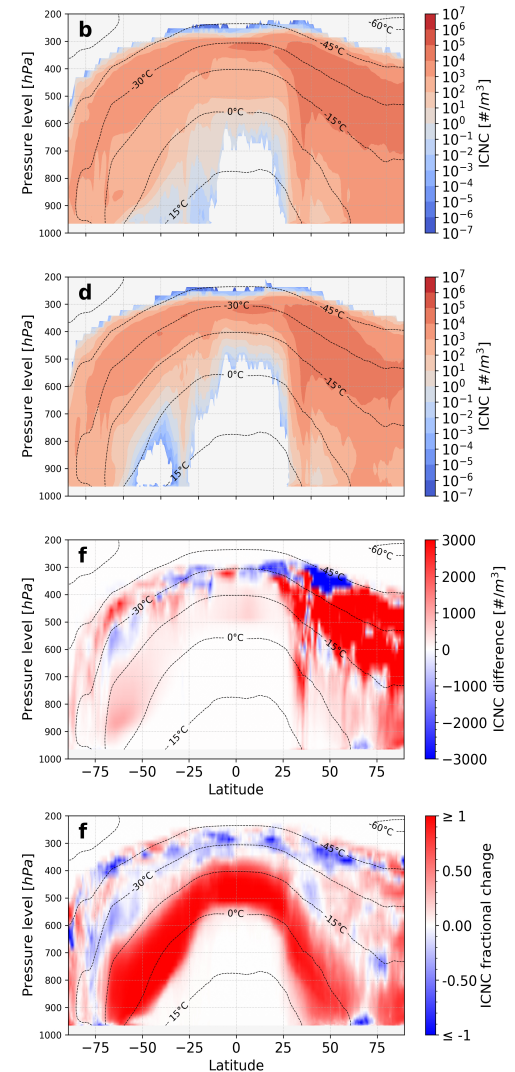 b
200
300
400
500
600
700
800
900
1000
Pressure level [hPa]
-60°C
-45°C
-30°C
-15°C
0°C
15°C
10⁷
10⁶
10⁵
10⁴
10³
10²
10¹
10⁰
10⁻¹
10⁻²
10⁻³
10⁻⁴
10⁻⁵
10⁻⁶
10⁻⁷
ICNC [#/m³]
d
200
300
400
500
600
700
800
900
1000
Pressure level [hPa]
-45°C
-30°C
-15°C
0°C
-15°C
10⁷
10⁶
10⁵
10⁴
10³
10²
10¹
10⁰
10⁻¹
10⁻²
10⁻³
10⁻⁴
10⁻⁵
10⁻⁶
10⁻⁷
ICNC [#/m³]
f
200
300
400
500
600
700
800
900
1000
Pressure level [hPa]
-60°C
-45°C
-30°C
-15°C
0°C
15°C
−75
−50
−25
0
25
50
75
Latitude
3000
2000
1000
0
−1000
−2000
−3000
ICNC difference [#/m³]
f
200
300
400
500
600
700
800
900
1000
Pressure level [hPa]
-60°C
-45°C
-30°C
-15°C
0°C
15°C
−75
−50
−25
0
25
50
75
Latitude
≥ 1
0.50
0.00
-0.50
≤ -1
ICNC fractional change